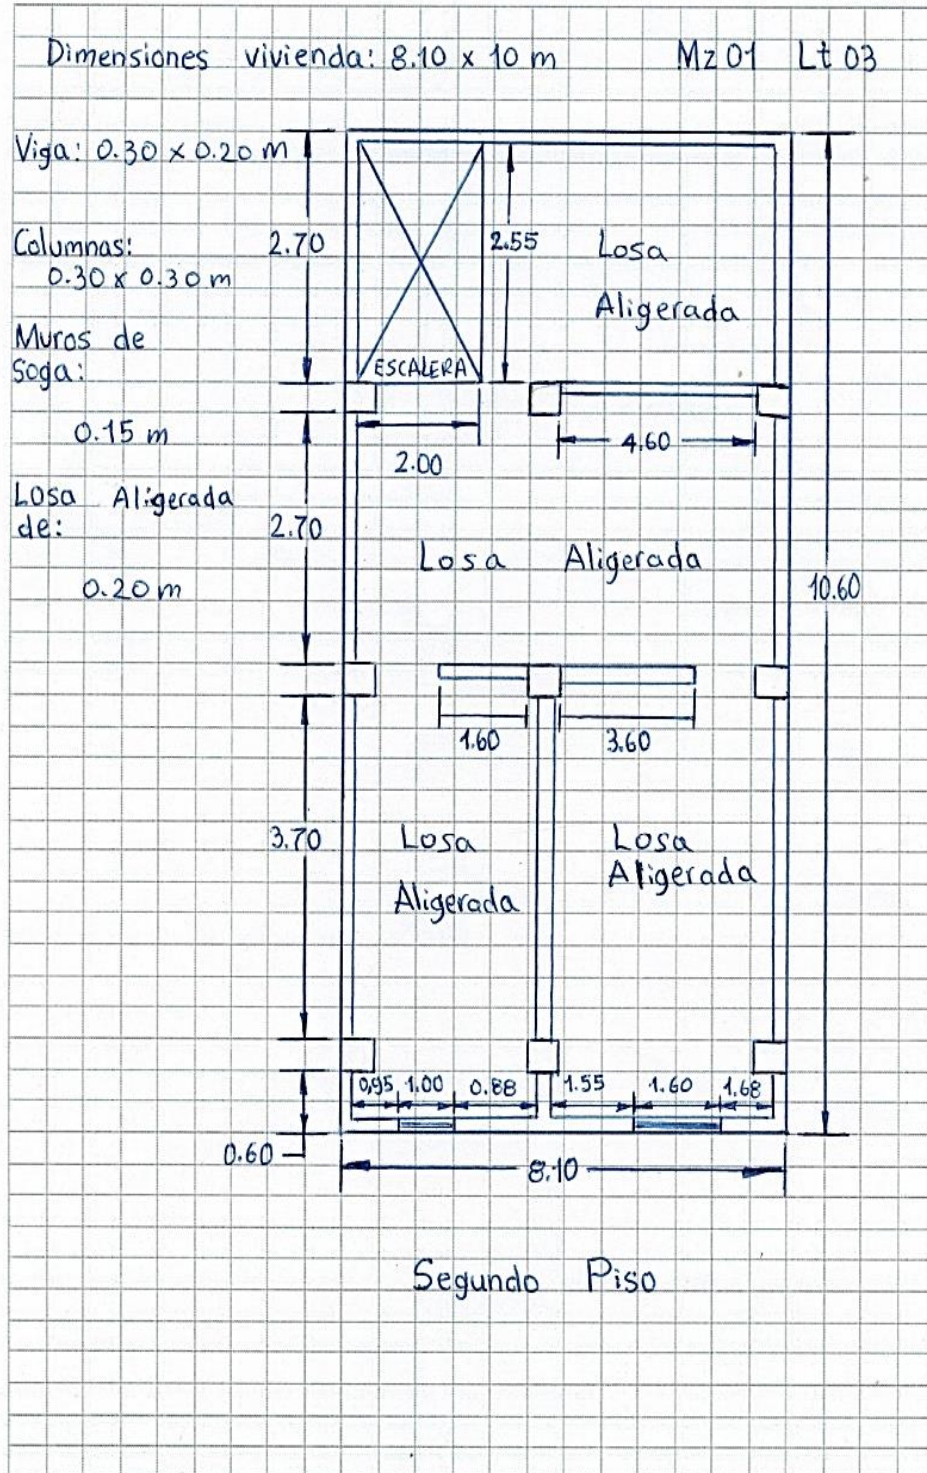 Dimensiones vivienda: 8.10 x 10 m Mz 01 Lt 03
Viga: 0.30 x 0.20 m
Columnas:
0.30 x 0.30 m
Muros de
Soga:
0.15 m
Losa Aligerada
de:
0.20 m
2.70
2.55
Losa
Aligerada
ESCALERA
2.00
4.60
2.70
Losa Aligerada
10.60
1.60
3.60
3.70
Losa
Aligerada
Losa
Aligerada
0,95 1.00 0.88 1.55 1.60 1.68
0.60
8.10
Segundo Piso